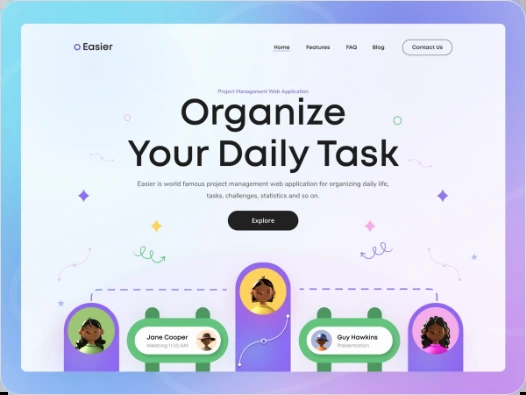 Easier
Home Features FAQ Blog Contact Us
Project Management Web Application
Organize
Your Daily Task
Easier is world famous project management web application for organizing daily life,
tasks, challenges, statistics and so on.
Explore
Jane Cooper
Meeting 11:30 AM
Guy Hawkins
Presentation